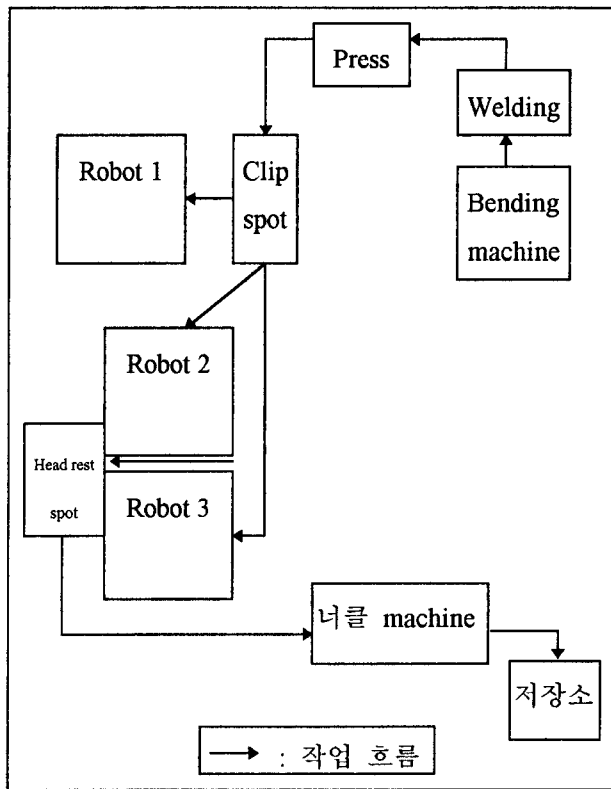 Press
Welding
Robot 1
Clip
spot
Bending
machine
Robot 2
Head rest
spot
Robot 3
너클 machine
저장소
: 작업 흐름